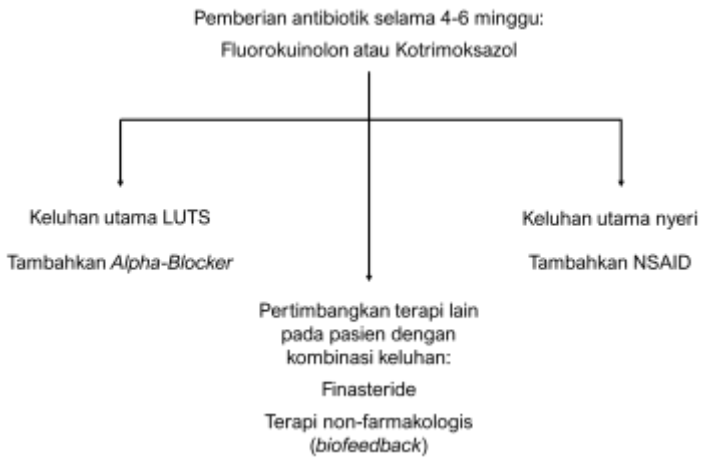 Pemberian antibiotik selama 4-6 minggu:
Fluorokuinolon atau Kotrimoksazol
Keluhan utama LUTS
Tambahkan Alpha-Blocker
Keluhan utama nyeri
Tambahkan NSAID
Pertimbangkan terapi lain
pada pasien dengan
kombinasi keluhan:
Finasteride
Terapi non-farmakologis
(biofeedback)